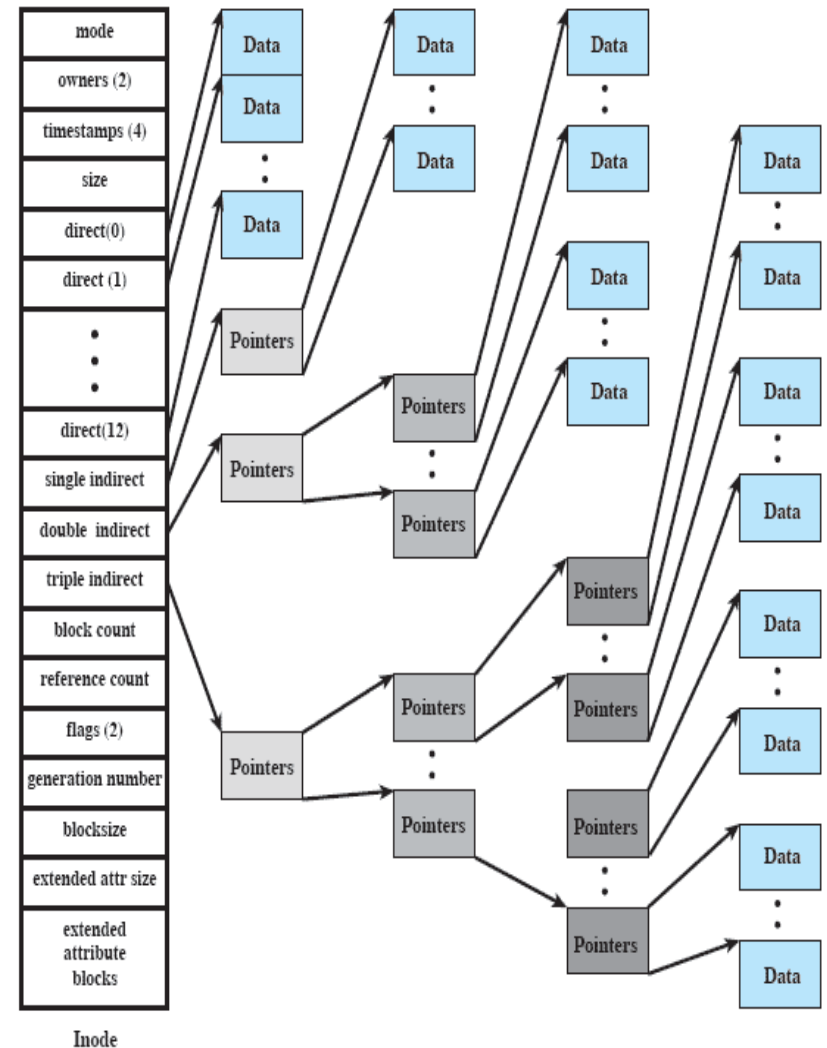 mode
owners (2)
timestamps (4)
size
direct(0)
direct (1)
direct(12)
single indirect
double indirect
triple indirect
block count
reference count
flags (2)
generation number
blocksize
extended attr size
extended
attribute
blocks
Inode
Data
Data
Data
Pointers
Pointers
Pointers
Data
Data
Pointers
Pointers
Pointers
Pointers
Data
Data
Data
Data
Pointers
Pointers
Pointers
Pointers
Data
Data
Data
Data
Data
Data
Data
Data